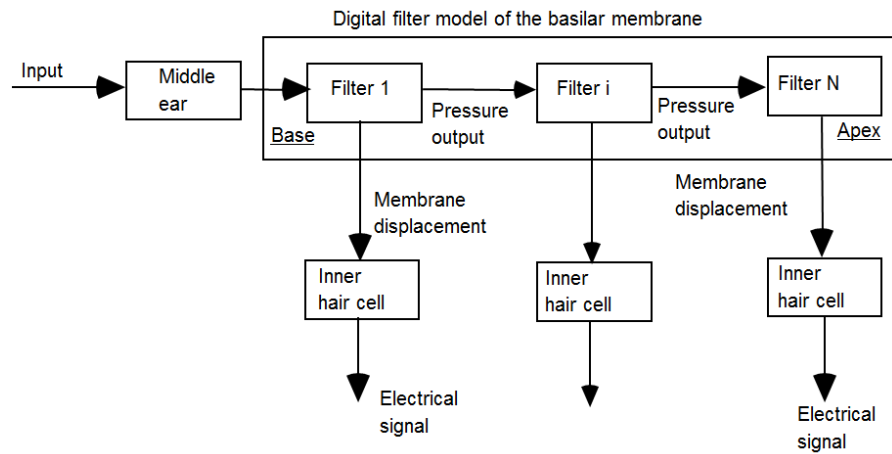 Digital filter model of the basilar membrane
Input
Middle
ear
Filter 1
Filter i
Filter N
Pressure
output
Pressure
output
Base
Apex
Membrane
displacement
Membrane
displacement
Inner
hair cell
Inner
hair cell
Inner
hair cell
Electrical
signal
Electrical
signal